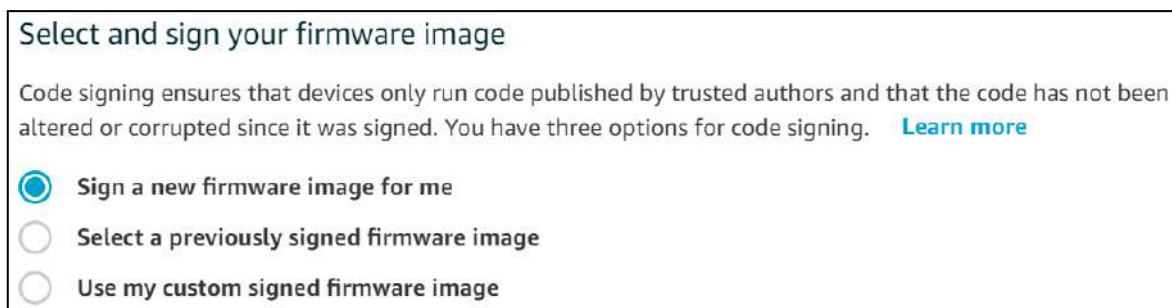 Select and sign your firmware image
Code signing ensures that devices only run code published by trusted authors and that the code has not been
altered or corrupted since it was signed. You have three options for code signing. Learn more
Sign a new firmware image for me
Select a previously signed firmware image
Use my custom signed firmware image